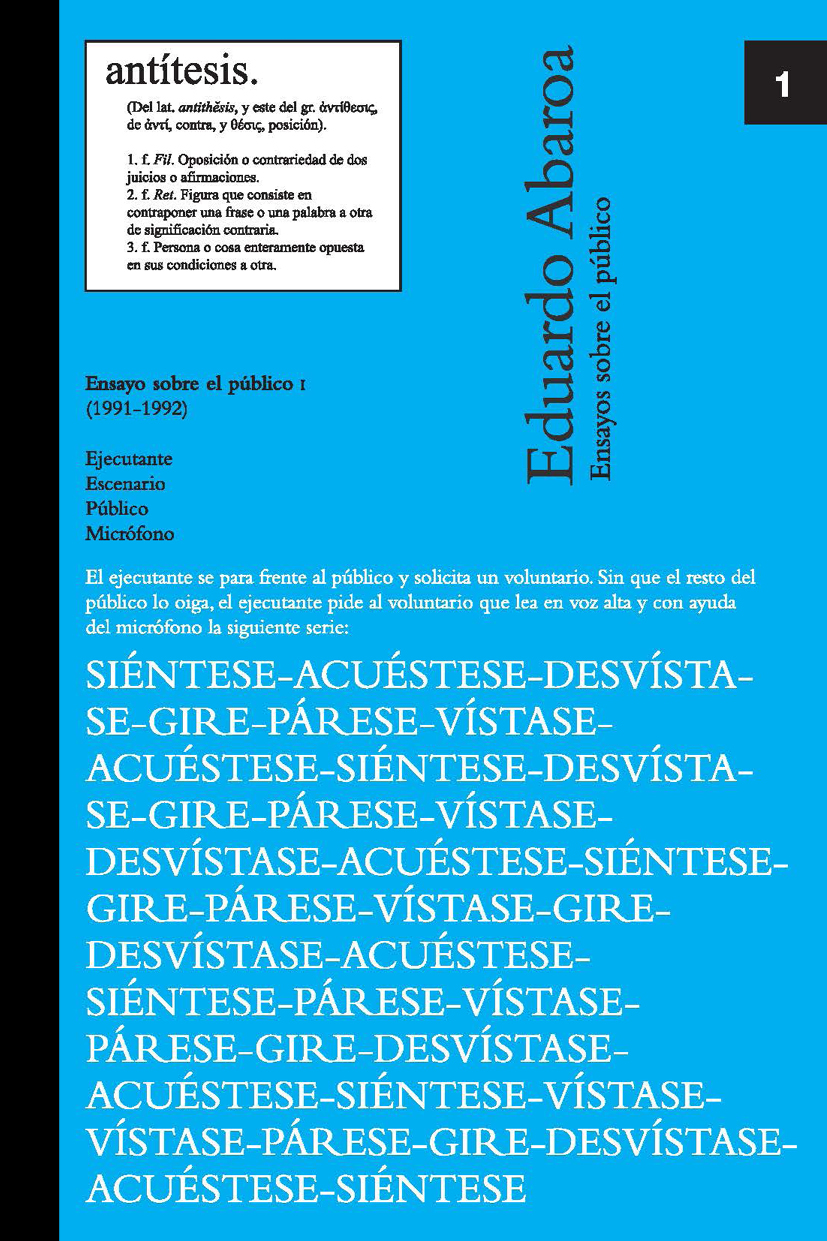 antítesis.
(Del lat. antithĕsis, y este del gr. ἀντίθεσις,
de ἀντί, contra, y θέσις, posición).
1. f. Fil. Oposición o contrariedad de dos
juicios o afirmaciones.
2. f. Ret. Figura que consiste en
contraponer una frase o una palabra a otra
de significación contraria.
3. f. Persona o cosa enteramente opuesta
en sus condiciones a otra.
Eduardo Abaroa
Ensayos sobre el público
1
Ensayo sobre el público I
(1991-1992)
Ejecutante
Escenario
Público
Micrófono
El ejecutante se para frente al público y solicita un voluntario. Sin que el resto del
público lo oiga, el ejecutante pide al voluntario que lea en voz alta y con ayuda
del micrófono la siguiente serie:
SIÉNTESE-ACUÉSTESE-DESVÍSTA-
SE-GIRE-PÁRESE-VÍSTASE-
ACUÉSTESE-SIÉNTESE-DESVÍSTA-
SE-GIRE-PÁRESE-VÍSTASE-
DESVÍSTASE-ACUÉSTESE-SIÉNTESE-
GIRE-PÁRESE-VÍSTASE-GIRE-
DESVÍSTASE-ACUÉSTESE-
SIÉNTESE-PÁRESE-VÍSTASE-
PÁRESE-GIRE-DESVÍSTASE-
ACUÉSTESE-SIÉNTESE-VÍSTASE-
VÍSTASE-PÁRESE-GIRE-DESVÍSTASE-
ACUÉSTESE-SIÉNTESE